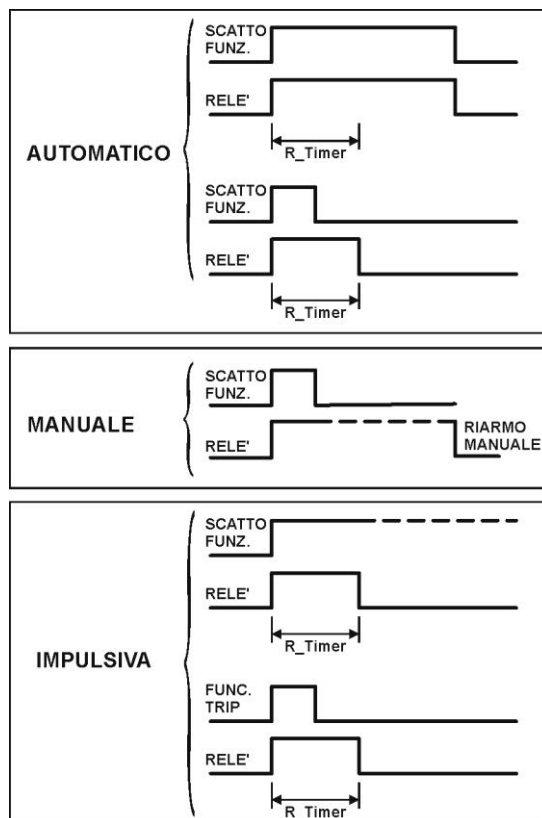 SCATTO
FUNZ.
RELE'
AUTOMATICO
R_Timer
SCATTO
FUNZ.
RELE'
R_Timer
SCATTO
FUNZ.
MANUALE
RELE'
RIARMO
MANUALE
SCATTO
FUNZ.
RELE'
R_Timer
IMPULSIVA
FUNC.
TRIP
RELE'
R_Timer